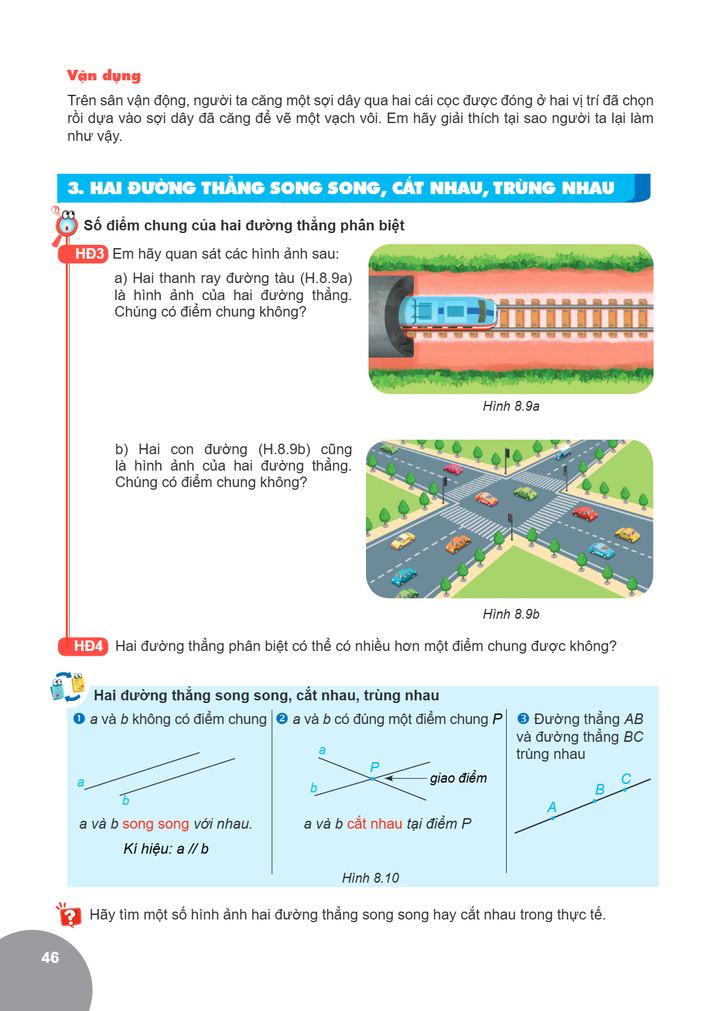 Vận dụng
Trên sân vận động, người ta căng một sợi dây qua hai cái cọc được đóng ở hai vị trí đã chọn
rồi dựa vào sợi dây đã căng để vẽ một vạch vôi. Em hãy giải thích tại sao người ta lại làm
như vậy.
3. HAI ĐƯỜNG THẲNG SONG SONG, CẮT NHAU, TRÙNG NHAU
Số điểm chung của hai đường thẳng phân biệt
HĐ3 Em hãy quan sát các hình ảnh sau:
a) Hai thanh ray đường tàu (H.8.9a)
là hình ảnh của hai đường thẳng.
Chúng có điểm chung không?
Hình 8.9a
b) Hai con đường (H.8.9b) cũng
là hình ảnh của hai đường thẳng.
Chúng có điểm chung không?
Hình 8.9b
HĐ4 Hai đường thẳng phân biệt có thể có nhiều hơn một điểm chung được không?
Hai đường thẳng song song, cắt nhau, trùng nhau
1 a và b không có điểm chung
a
b
a và b song song với nhau.
Kí hiệu: a // b
2 a và b có đúng một điểm chung P
a
P
b
giao điểm
a và b cắt nhau tại điểm P
3 Đường thẳng AB
và đường thẳng BC
trùng nhau
A
B
C
Hình 8.10
? Hãy tìm một số hình ảnh hai đường thẳng song song hay cắt nhau trong thực tế.
46